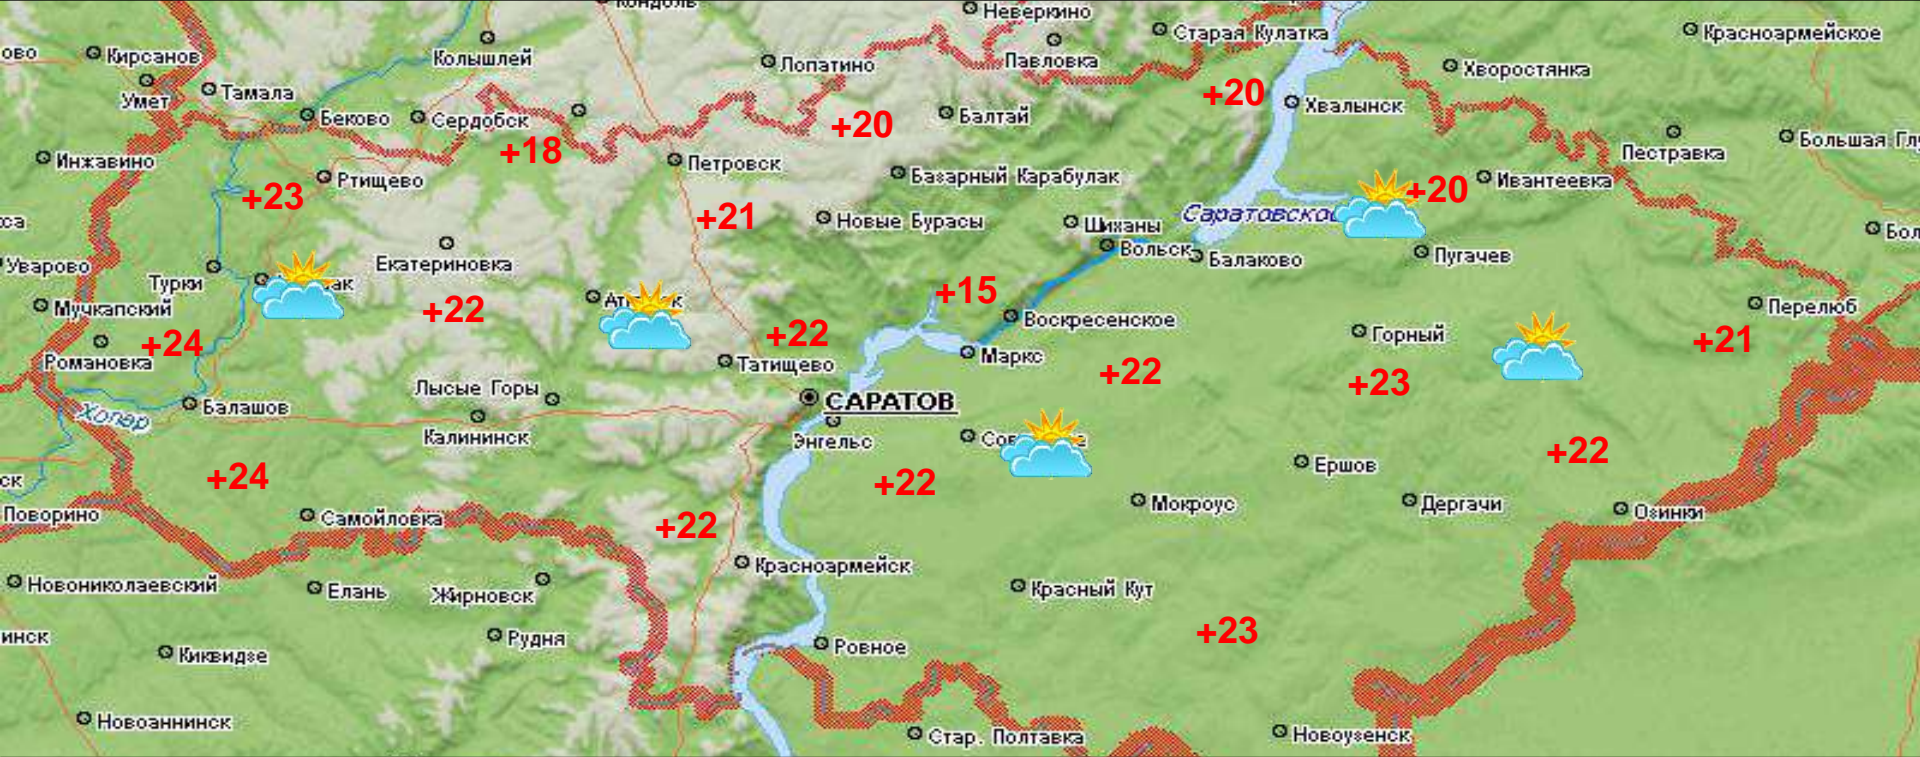 Неверкино
Старая Кулатка
Красноармейское
Кирсанов
Колышлей
Лопатино
Павловка
Хворостянка
Умет
Тамала
+20
Хвалынск
Беково
Сердобск
+20
Балтай
Пестравка
Инжавино
+18
Петровск
Базарный Карабулак
Ртищево
+23
+20
Ивантеевка
+21
Новые Бурасы
Шиханы
Вольск
Балаково
Пугачев
Уварово
Екатериновка
Турки
+15
Мучкапский
+22
Воскресенское
Перелюб
+24
+22
Горный
+21
Романовка
Татищево
Маркс
+22
+23
Лысые Горы
САРАТОВ
Хопер
Балашов
Калининск
Энгельс
+22
Ершов
+24
+22
Поворино
Самойловка
+22
Мокроус
Дергачи
Озинки
Красноармейск
Новониколаевский
Елань
Жирновск
Красный Кут
+23
Рудня
Киквидзе
Ровное
Новоаннинск
Стар. Полтавка
Новоузенск